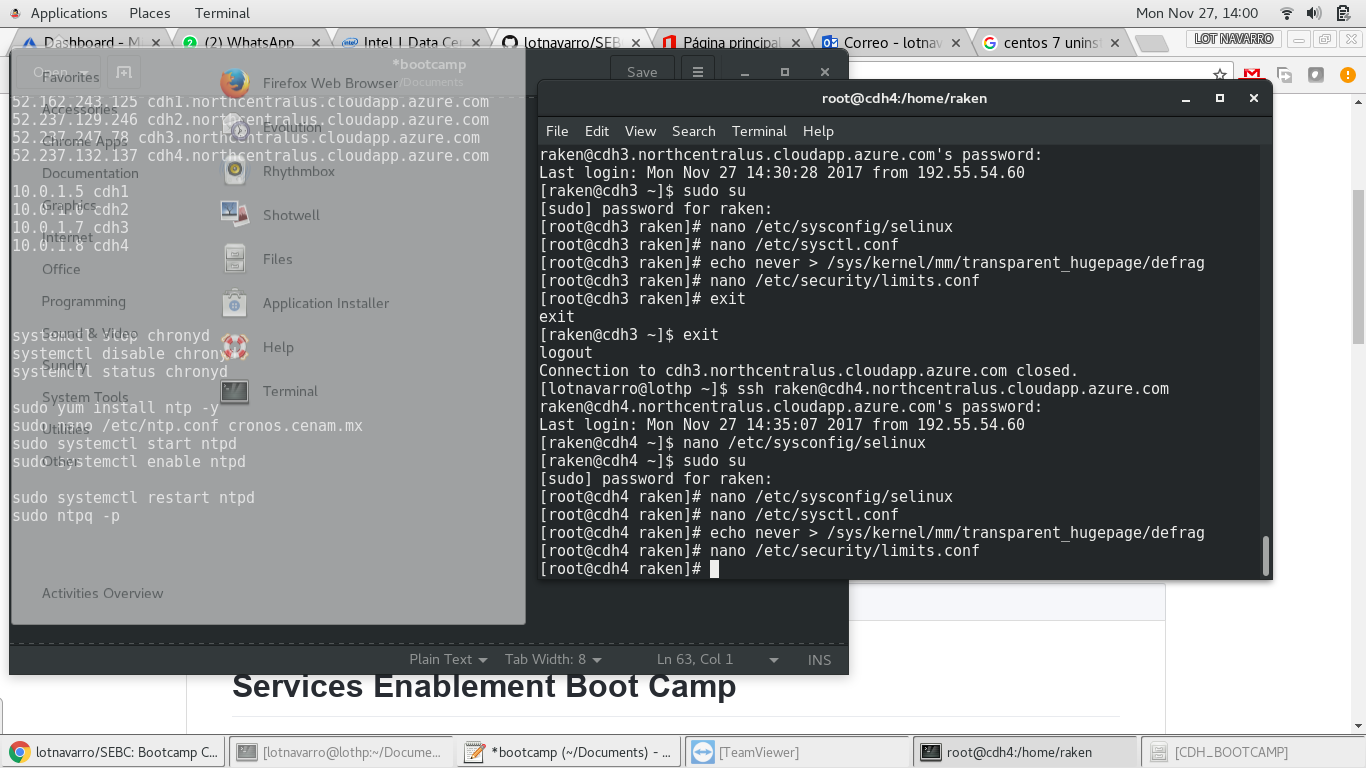 Applications Places Terminal Mon Nov 27, 14:00
Dashboard - Mi (2) WhatsApp Intel | Data Ce lotnavarro/SEB Página principal Correo - lotnav centos 7 unins LOT NAVARRO
Open *bootcamp Save
~/Documents
Favorites
Accessories
Chrome Apps
Documentation
Graphics
Internet
Office
Programming
Sound & Video
Sundry
System Tools
Utilities
Other
Activities Overview
Firefox Web Browser
Evolution
Rhythmbox
Shotwell
Files
Application Installer
Help
Terminal
52.162.243.125 cdh1.northcentralus.cloudapp.azure.com
52.237.129.246 cdh2.northcentralus.cloudapp.azure.com
52.237.247.78 cdh3.northcentralus.cloudapp.azure.com
52.237.132.137 cdh4.northcentralus.cloudapp.azure.com
10.0.1.5 cdh1
cdh2
10.0.1.7 cdh3
10.0.1.8 cdh4
systemctl stop chronyd
systemctl disable chronyd
systemctl status chronyd
sudo yum install ntp -y
sudo nano /etc/ntp.conf cronos.cenam.mx
sudo systemctl start ntpd
sudo systemctl enable ntpd
sudo systemctl restart ntpd
sudo ntpq -p
Plain Text Tab Width: 8 Ln 63, Col 1 INS
root@cdh4:/home/raken
File Edit View Search Terminal Help
raken@cdh3.northcentralus.cloudapp.azure.com's password:
Last login: Mon Nov 27 14:30:28 2017 from 192.55.54.60
[raken@cdh3 ~]$ sudo su
[sudo] password for raken:
[root@cdh3 raken]# nano /etc/sysconfig/selinux
[root@cdh3 raken]# nano /etc/sysctl.conf
[root@cdh3 raken]# echo never > /sys/kernel/mm/transparent_hugepage/defrag
[root@cdh3 raken]# nano /etc/security/limits.conf
[root@cdh3 raken]# exit
exit
[raken@cdh3 ~]$ exit
logout
Connection to cdh3.northcentralus.cloudapp.azure.com closed.
[lotnavarro@lothp ~]$ ssh raken@cdh4.northcentralus.cloudapp.azure.com
raken@cdh4.northcentralus.cloudapp.azure.com's password:
Last login: Mon Nov 27 14:35:07 2017 from 192.55.54.60
[raken@cdh4 ~]$ nano /etc/sysconfig/selinux
[raken@cdh4 ~]$ sudo su
[sudo] password for raken:
[root@cdh4 raken]# nano /etc/sysconfig/selinux
[root@cdh4 raken]# nano /etc/sysctl.conf
[root@cdh4 raken]# echo never > /sys/kernel/mm/transparent_hugepage/defrag
[root@cdh4 raken]# nano /etc/security/limits.conf
[root@cdh4 raken]#
Services Enablement Boot Camp
lotnavarro/SEBC: Bootcamp C... [lotnavarro@lothp:~/Docume... *bootcamp (~/Documents) - ... [TeamViewer] root@cdh4:/home/raken [CDH_BOOTCAMP]